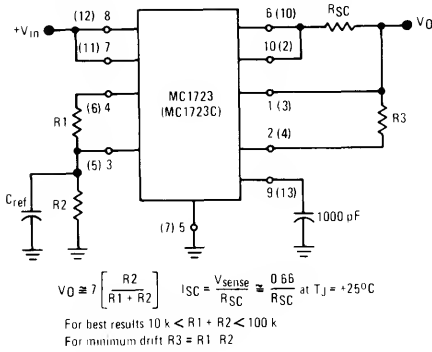 (12) 8
6 (10)
RSC
+Vin
VO
(11) 7
10 (2)
MC1723
(MC1723C)
(6) 4
1 (3)
R1
R3
2 (4)
(5) 3
Cref
R2
9 (13)
(7) 5
1000 pF
VO ≅ 7 [ R2 / R1 + R2 ] ISC = Vsense / RSC ≅ 0 66 / RSC at TJ = +25°C
For best results 10 k < R1 + R2 < 100 k
For minimum drift R3 = R1 R2